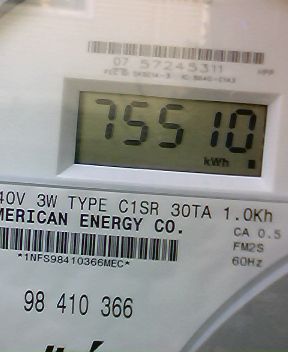 07 57245311
HPP
75510
kWh
40V 3W TYPE C1SR 30TA 1.0Kh
MERICAN ENERGY CO.
CA 0.5
FM2S
60Hz
*1NFS98410366MEC*
98 410 366